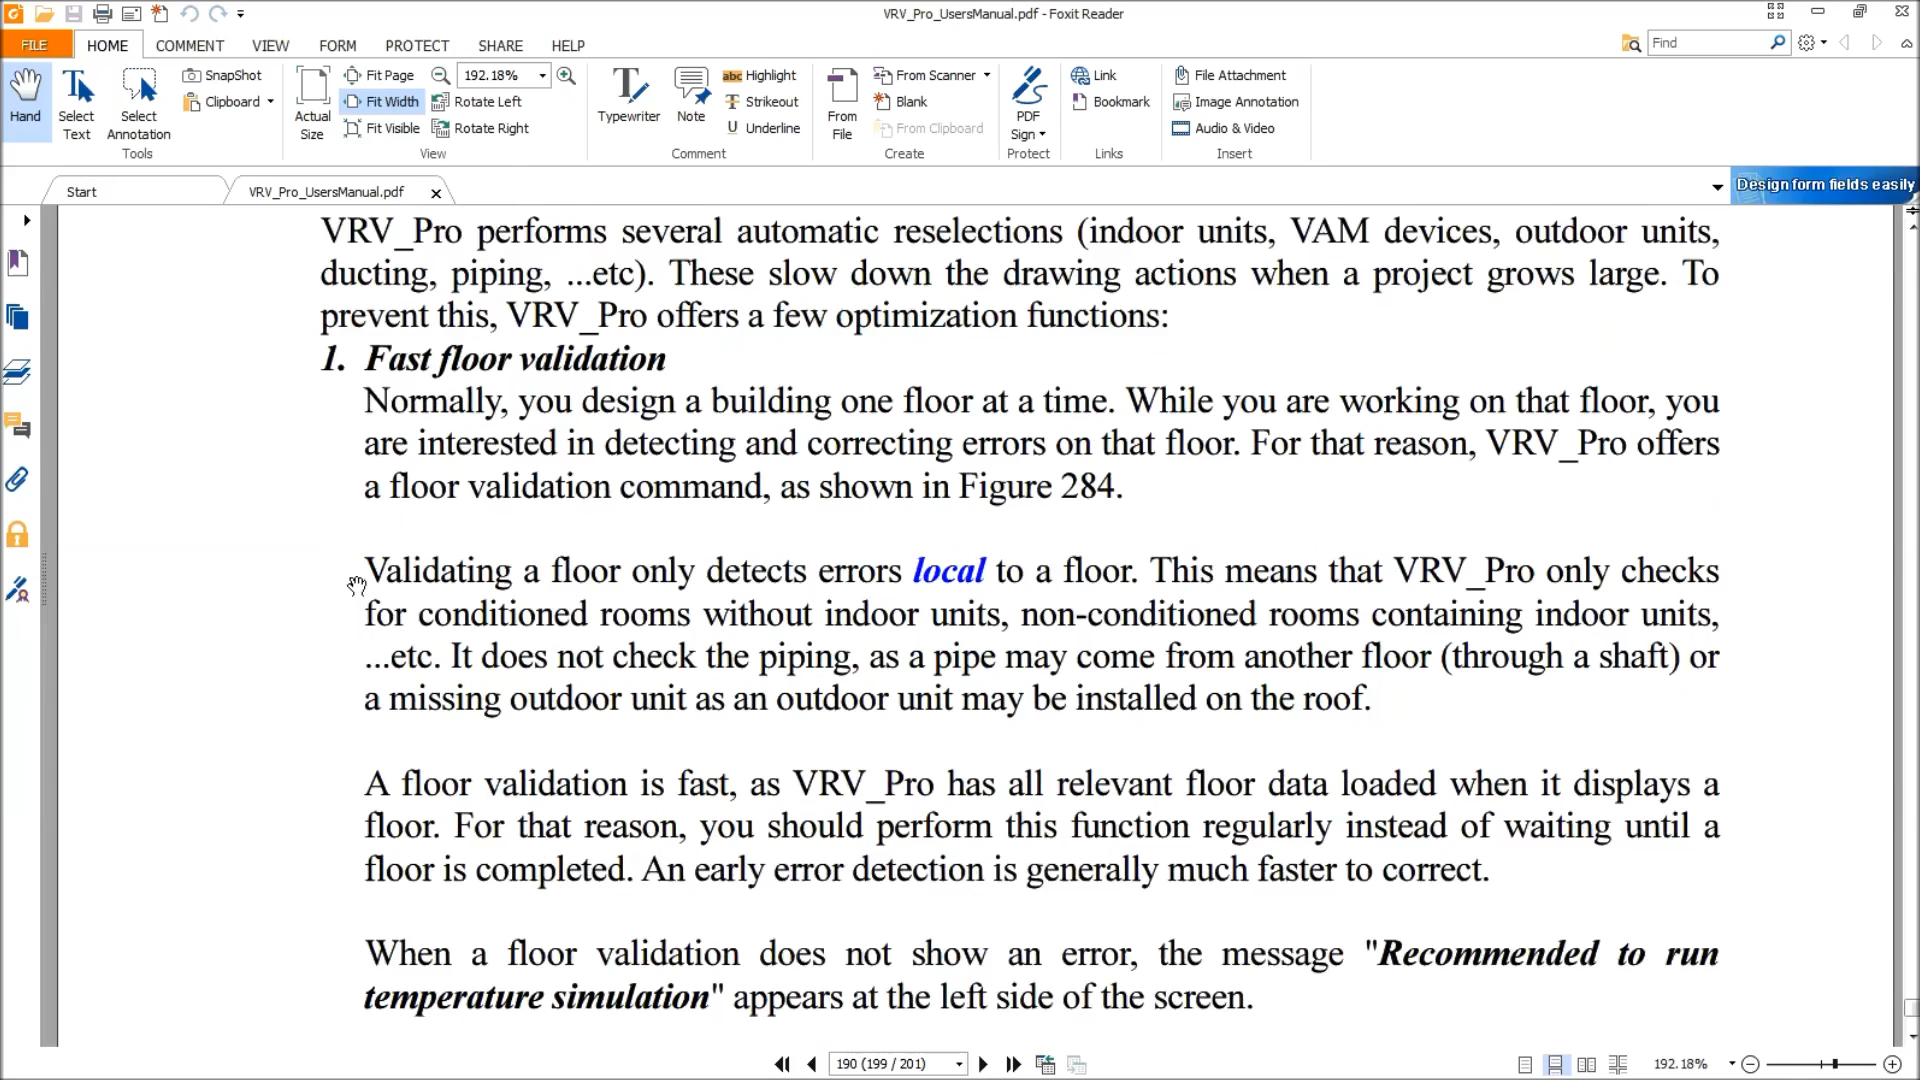 VRV_Pro_UsersManual.pdf - Foxit Reader
FILE HOME COMMENT VIEW FORM PROTECT SHARE HELP
Find
Hand
Select Text
Select Annotation
SnapShot
Clipboard
Tools
Actual Size
Fit Page
Fit Width
Fit Visible
192.18%
Rotate Left
Rotate Right
View
Typewriter
Note
abc Highlight
Strikeout
U Underline
Comment
From File
From Scanner
Blank
From Clipboard
Create
PDF Sign
Protect
Link
Bookmark
Links
File Attachment
Image Annotation
Audio & Video
Insert
Start
VRV_Pro_UsersManual.pdf
Design form fields easily
VRV_Pro performs several automatic reselections (indoor units, VAM devices, outdoor units,
ducting, piping, ...etc). These slow down the drawing actions when a project grows large. To
prevent this, VRV_Pro offers a few optimization functions:
1. Fast floor validation
Normally, you design a building one floor at a time. While you are working on that floor, you
are interested in detecting and correcting errors on that floor. For that reason, VRV_Pro offers
a floor validation command, as shown in Figure 284.
Validating a floor only detects errors local to a floor. This means that VRV_Pro only checks
for conditioned rooms without indoor units, non-conditioned rooms containing indoor units,
...etc. It does not check the piping, as a pipe may come from another floor (through a shaft) or
a missing outdoor unit as an outdoor unit may be installed on the roof.
A floor validation is fast, as VRV_Pro has all relevant floor data loaded when it displays a
floor. For that reason, you should perform this function regularly instead of waiting until a
floor is completed. An early error detection is generally much faster to correct.
When a floor validation does not show an error, the message "Recommended to run
temperature simulation" appears at the left side of the screen.
190 (199 / 201)
192.18%